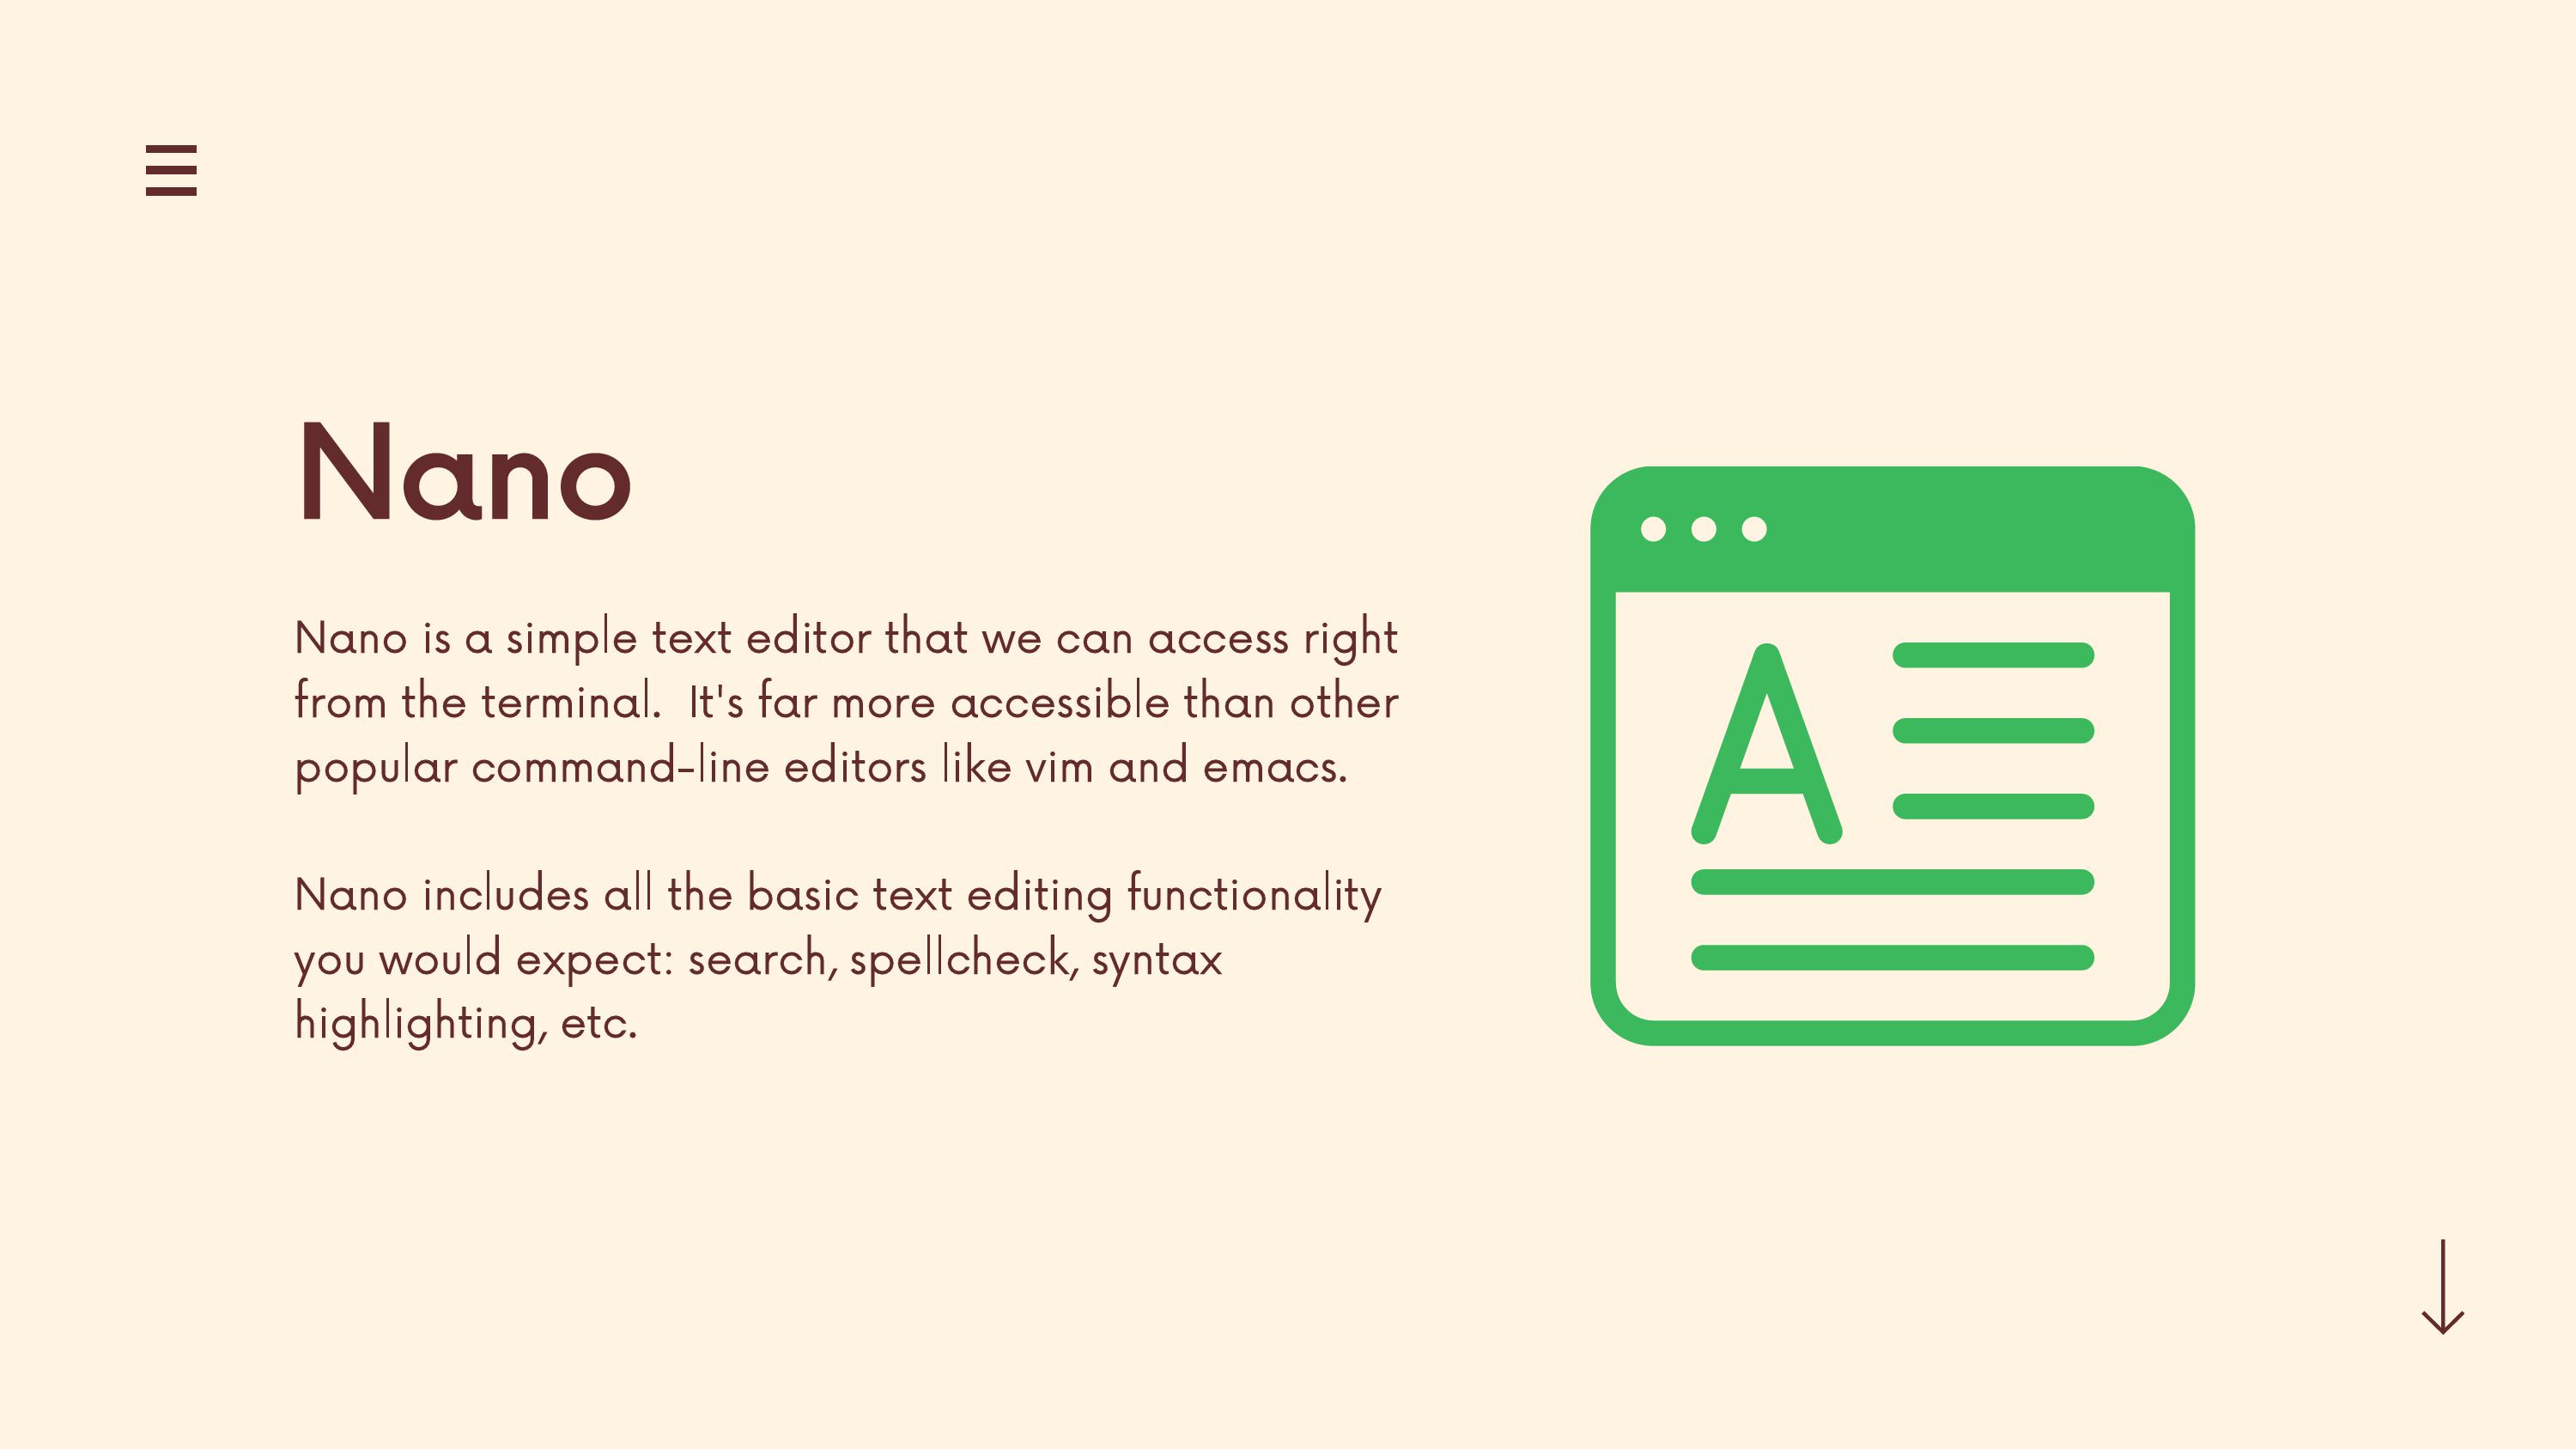 Nano
Nano is a simple text editor that we can access right
from the terminal.  It's far more accessible than other
popular command-line editors like vim and emacs.
Nano includes all the basic text editing functionality
you would expect: search, spellcheck, syntax
highlighting, etc.
A